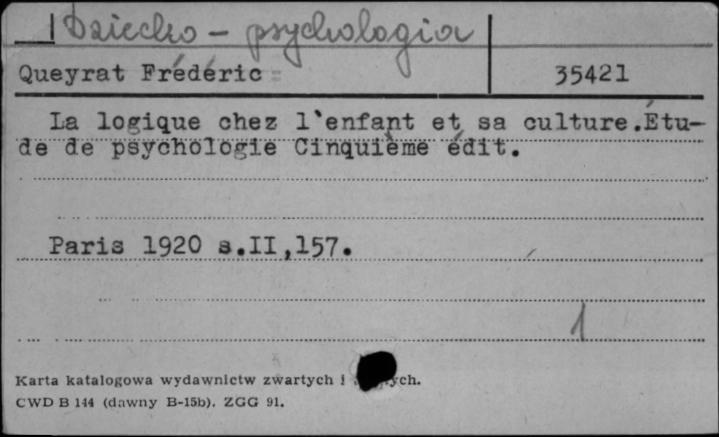 Dziecko - psychologia
Queyrat Frédéric 35421
La logique chez l'enfant et sa culture.Étu-
de de psychologie Cinquième édit.
Paris 1920 s.II,157.
1
Karta katalogowa wydawnictw zwartych i
CWD B 144 (dawny B-15b). ZGG 91.